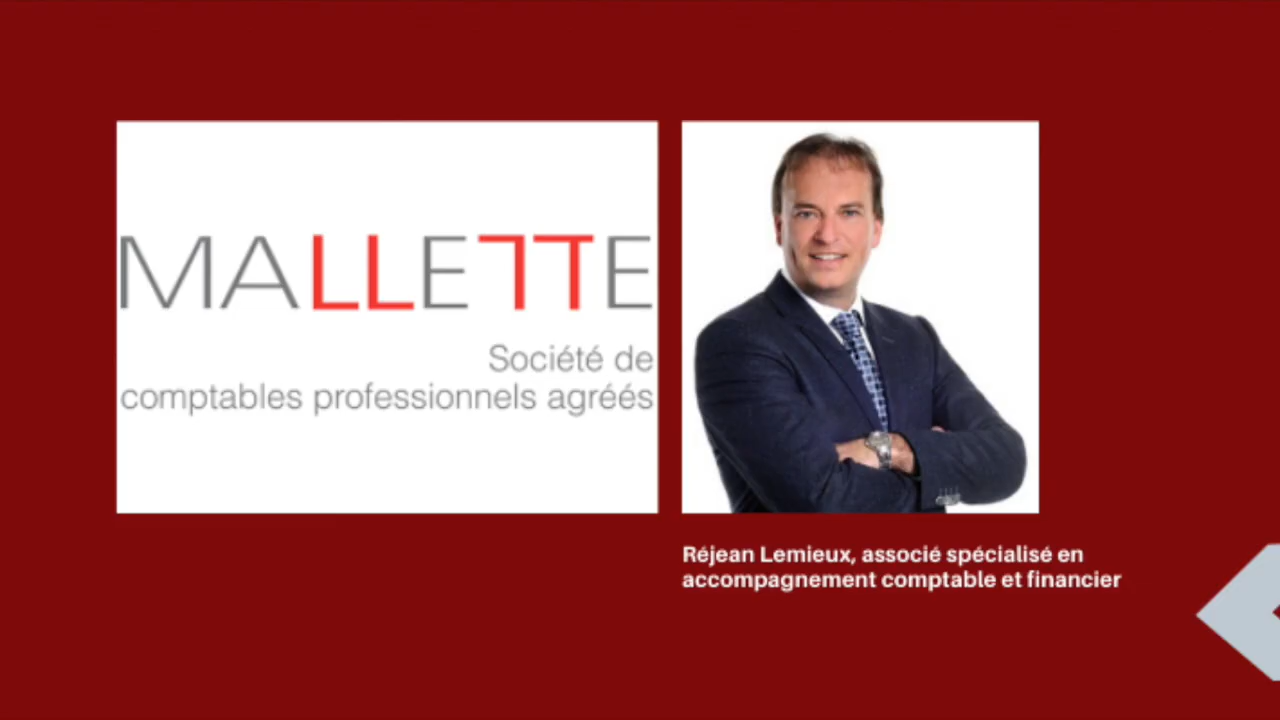 MALLETTE
Société de
comptables professionnels agréés
Réjean Lemieux, associé spécialisé en
accompagnement comptable et financier